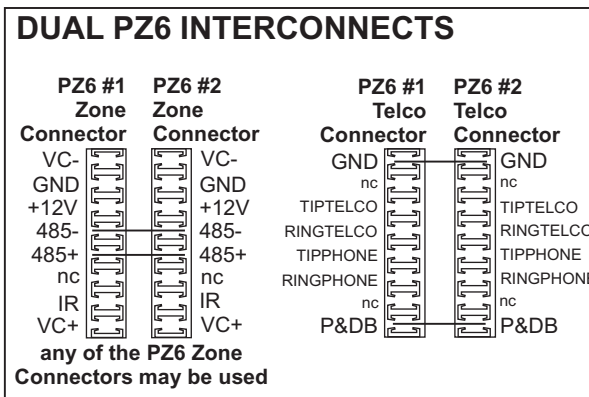 DUAL PZ6 INTERCONNECTS
PZ6 #1 Zone Connector
PZ6 #2 Zone Connector
VC- VC-
GND GND
+12V +12V
485- 485-
485+ 485+
nc nc
IR IR
VC+ VC+
any of the PZ6 Zone
Connectors may be used
PZ6 #1 Telco Connector
PZ6 #2 Telco Connector
GND GND
nc nc
TIPTELCO TIPTELCO
RINGTELCO RINGTELCO
TIPPHONE TIPPHONE
RINGPHONE RINGPHONE
nc nc
P&DB P&DB